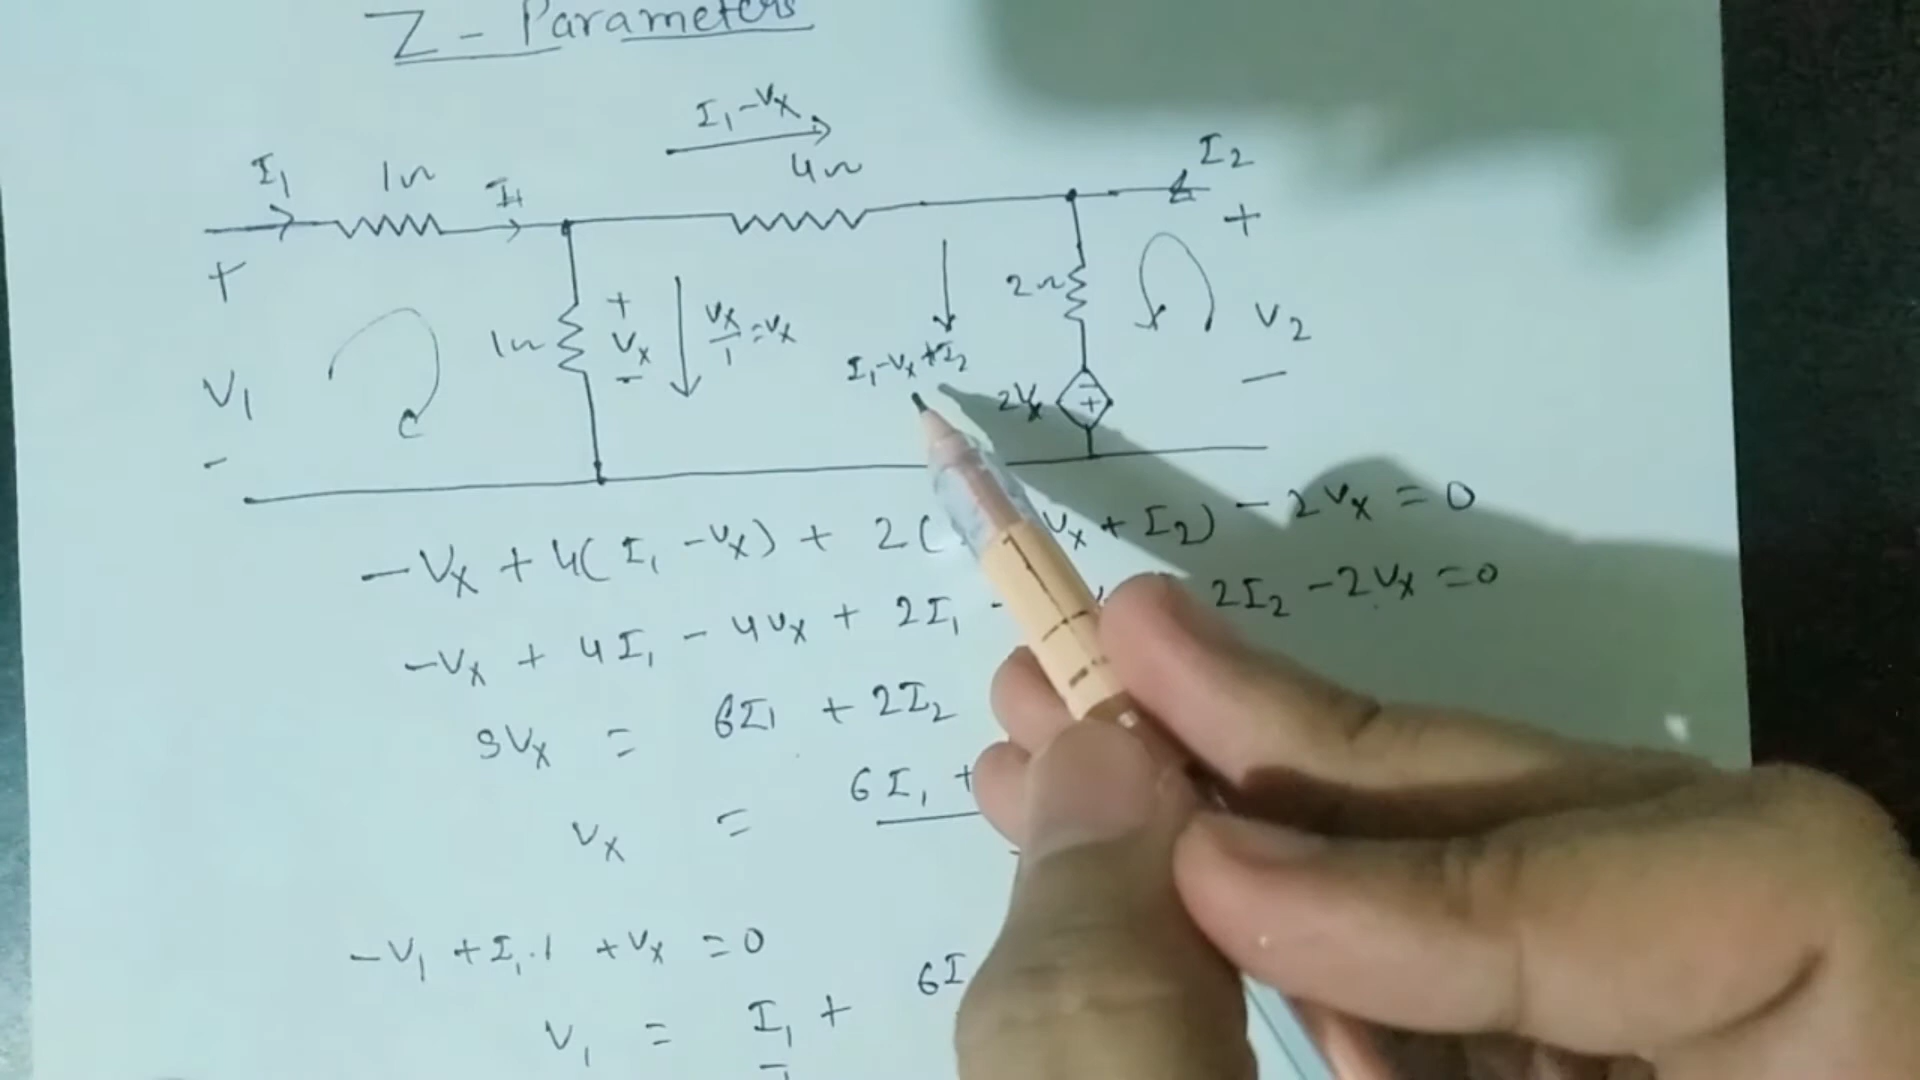 Z - Parameters
I₁ - Vx
I₁ 1Ω I₁ 4Ω I₂
+ +
1Ω + Vx - Vx/1 = Vx 2Ω V₂
I₁-Vx+I₂
V₁ 2Vx - + -
-
-Vx + 4(I₁ - Vx) + 2( Vx + I₂) - 2Vx = 0
-Vx + 4I₁ - 4Vx + 2I₁ - 2I₂ - 2Vx = 0
9Vx = 6I₁ + 2I₂
Vx = 6I₁ +
-V₁ + I₁.1 + Vx = 0
V₁ = I₁ + 6I